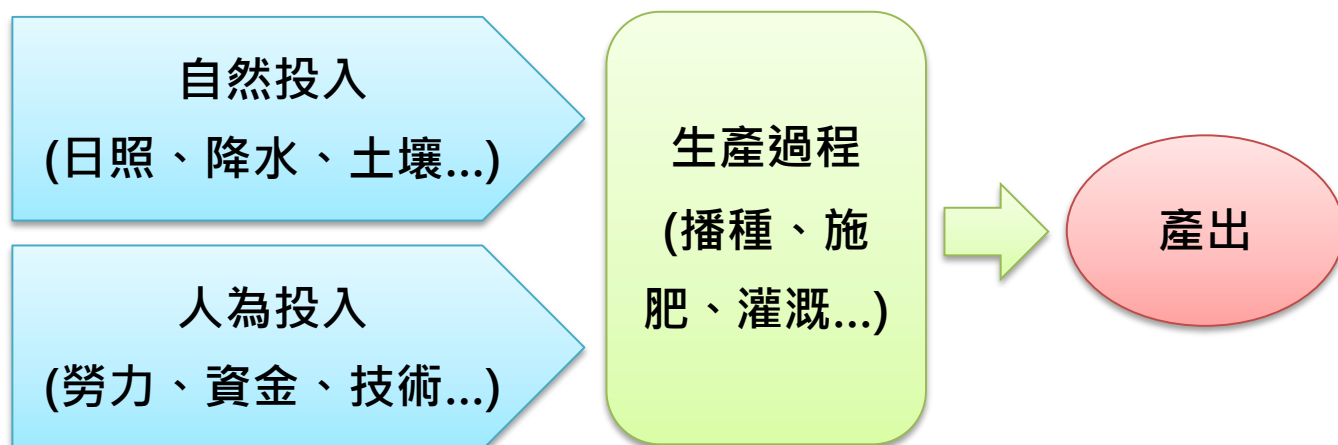 自然投入
(日照、降水、土壤...)
人為投入
(勞力、資金、技術...)
生產過程
(播種、施
肥、灌溉...)
產出